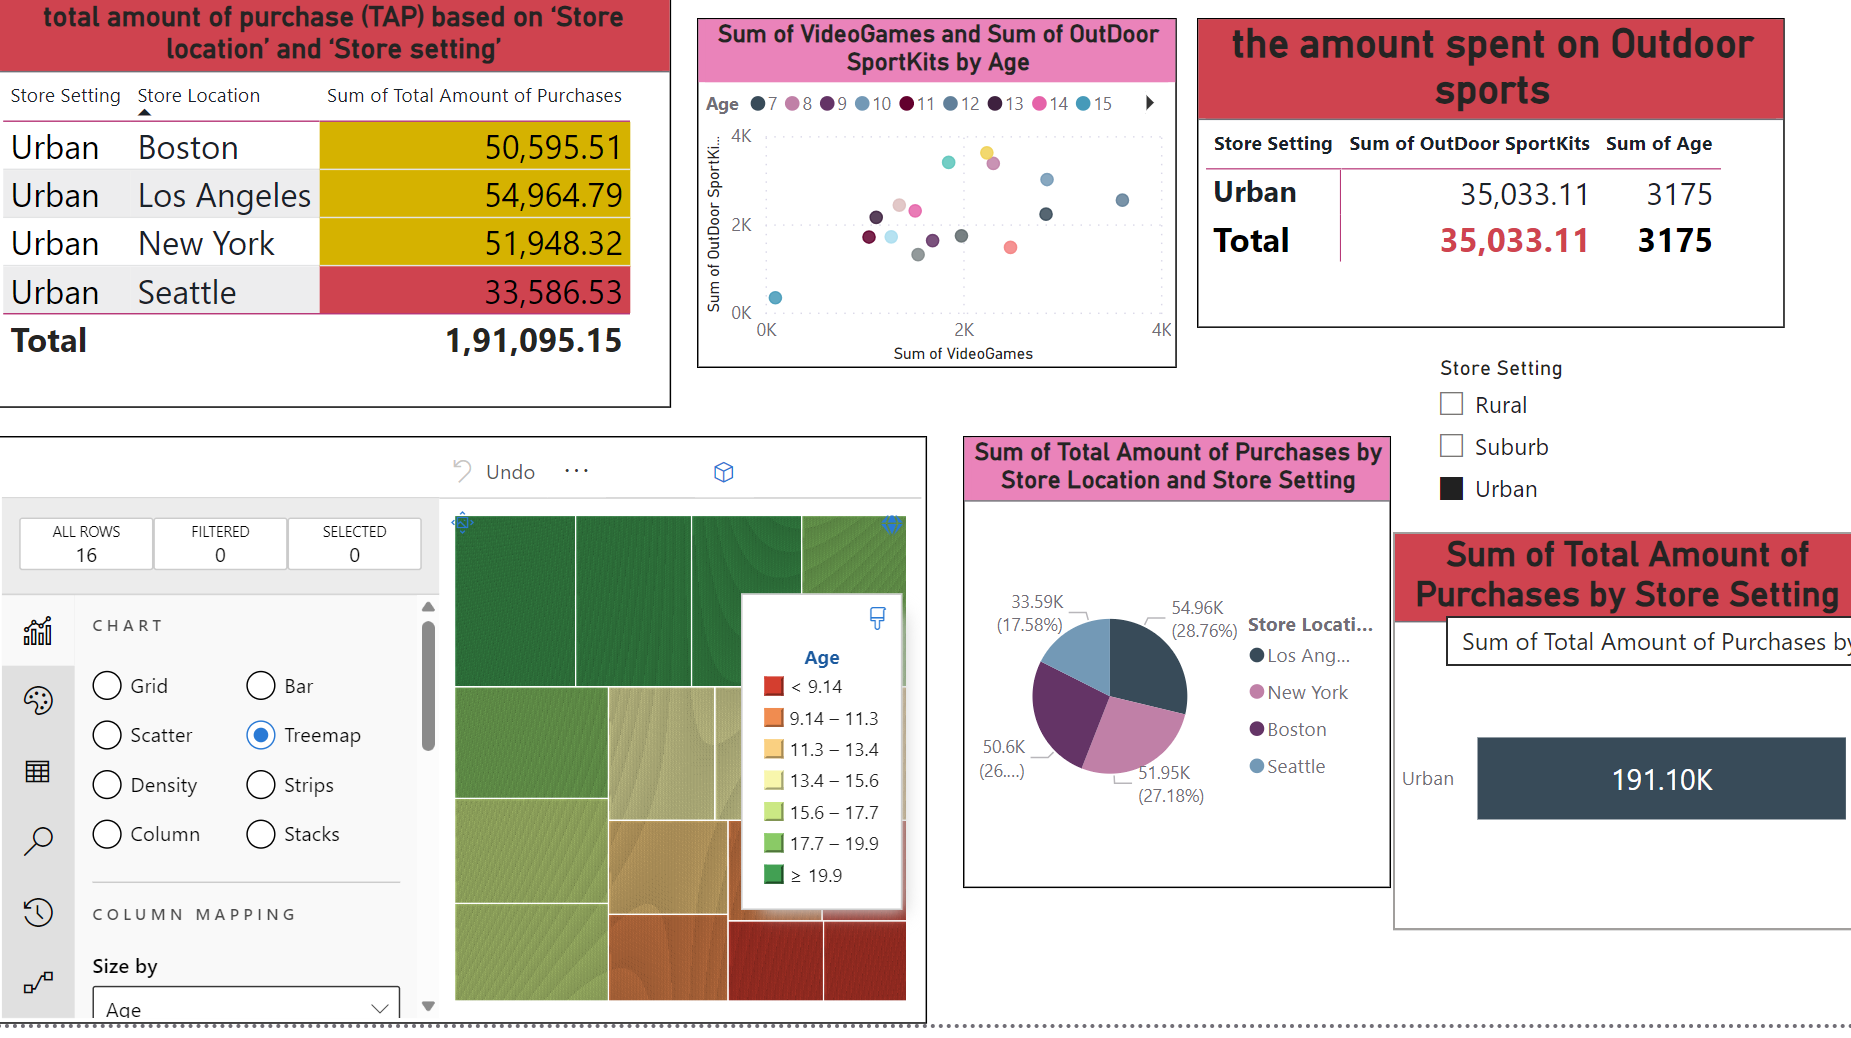 total amount of purchase (TAP) based on ‘Store
location’ and ‘Store setting’
Store Setting Store Location Sum of Total Amount of Purchases
Urban Boston 50,595.51
Urban Los Angeles 54,964.79
Urban New York 51,948.32
Urban Seattle 33,586.53
Total 1,91,095.15
Sum of VideoGames and Sum of OutDoor
SportKits by Age
Age 7 8 9 10 11 12 13 14 15
Sum of OutDoor SportKi...
4K
2K
0K
0K 2K 4K
Sum of VideoGames
the amount spent on Outdoor
sports
Store Setting Sum of OutDoor SportKits Sum of Age
Urban 35,033.11 3175
Total 35,033.11 3175
Store Setting
Rural
Suburb
Urban
Undo ...
ALL ROWS FILTERED SELECTED
16 0 0
CHART
Grid Bar
Scatter Treemap
Density Strips
Column Stacks
COLUMN MAPPING
Size by
Age
Age
< 9.14
9.14 – 11.3
11.3 – 13.4
13.4 – 15.6
15.6 – 17.7
17.7 – 19.9
≥ 19.9
Sum of Total Amount of Purchases by
Store Location and Store Setting
33.59K
(17.58%)
54.96K
(28.76%)
50.6K
(26....)
51.95K
(27.18%)
Store Locati...
Los Ang...
New York
Boston
Seattle
Sum of Total Amount of
Purchases by Store Setting
Sum of Total Amount of Purchases by
Urban 191.10K